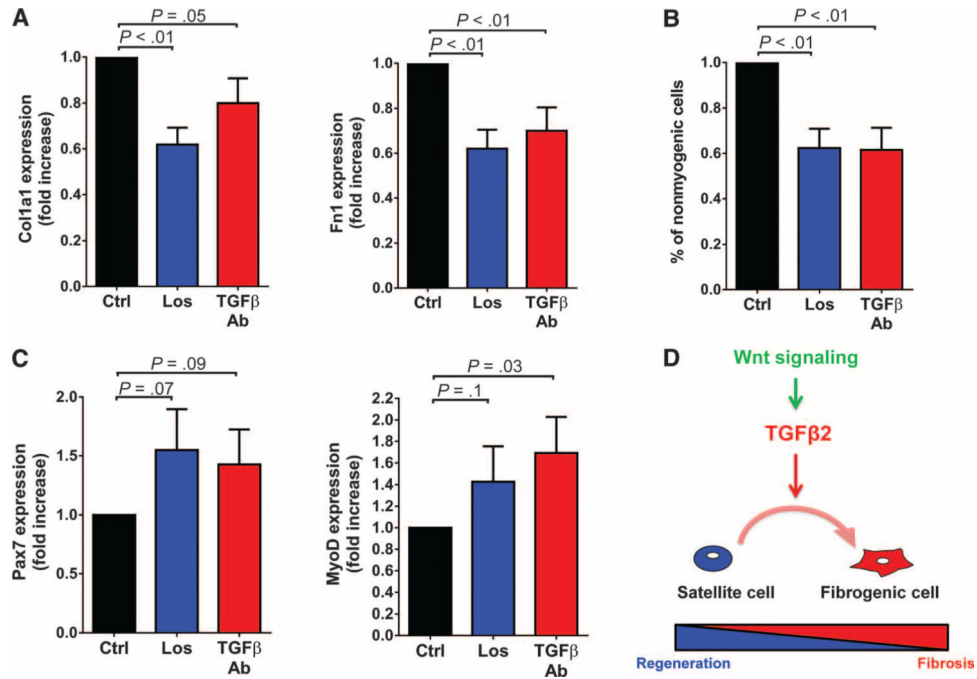 A
P = .05
P < .01
Col1a1 expression
(fold increase)
1.0
0.8
0.6
0.4
0.2
0.0
Ctrl
Los
TGFβ
Ab
P < .01
P < .01
Fn1 expression
(fold increase)
1.0
0.8
0.6
0.4
0.2
0.0
Ctrl
Los
TGFβ
Ab
B
P < .01
P < .01
% of nonmyogenic cells
1.0
0.8
0.6
0.4
0.2
0.0
Ctrl
Los
TGFβ
Ab
C
P = .09
P = .07
Pax7 expression
(fold increase)
2.0
1.5
1.0
0.5
0.0
Ctrl
Los
TGFβ
Ab
P = .03
P = .1
MyoD expression
(fold increase)
2.2
2.0
1.8
1.6
1.4
1.2
1.0
0.8
0.6
0.4
0.2
0.0
Ctrl
Los
TGFβ
Ab
D
Wnt signaling
TGFβ2
Satellite cell
Fibrogenic cell
Regeneration
Fibrosis